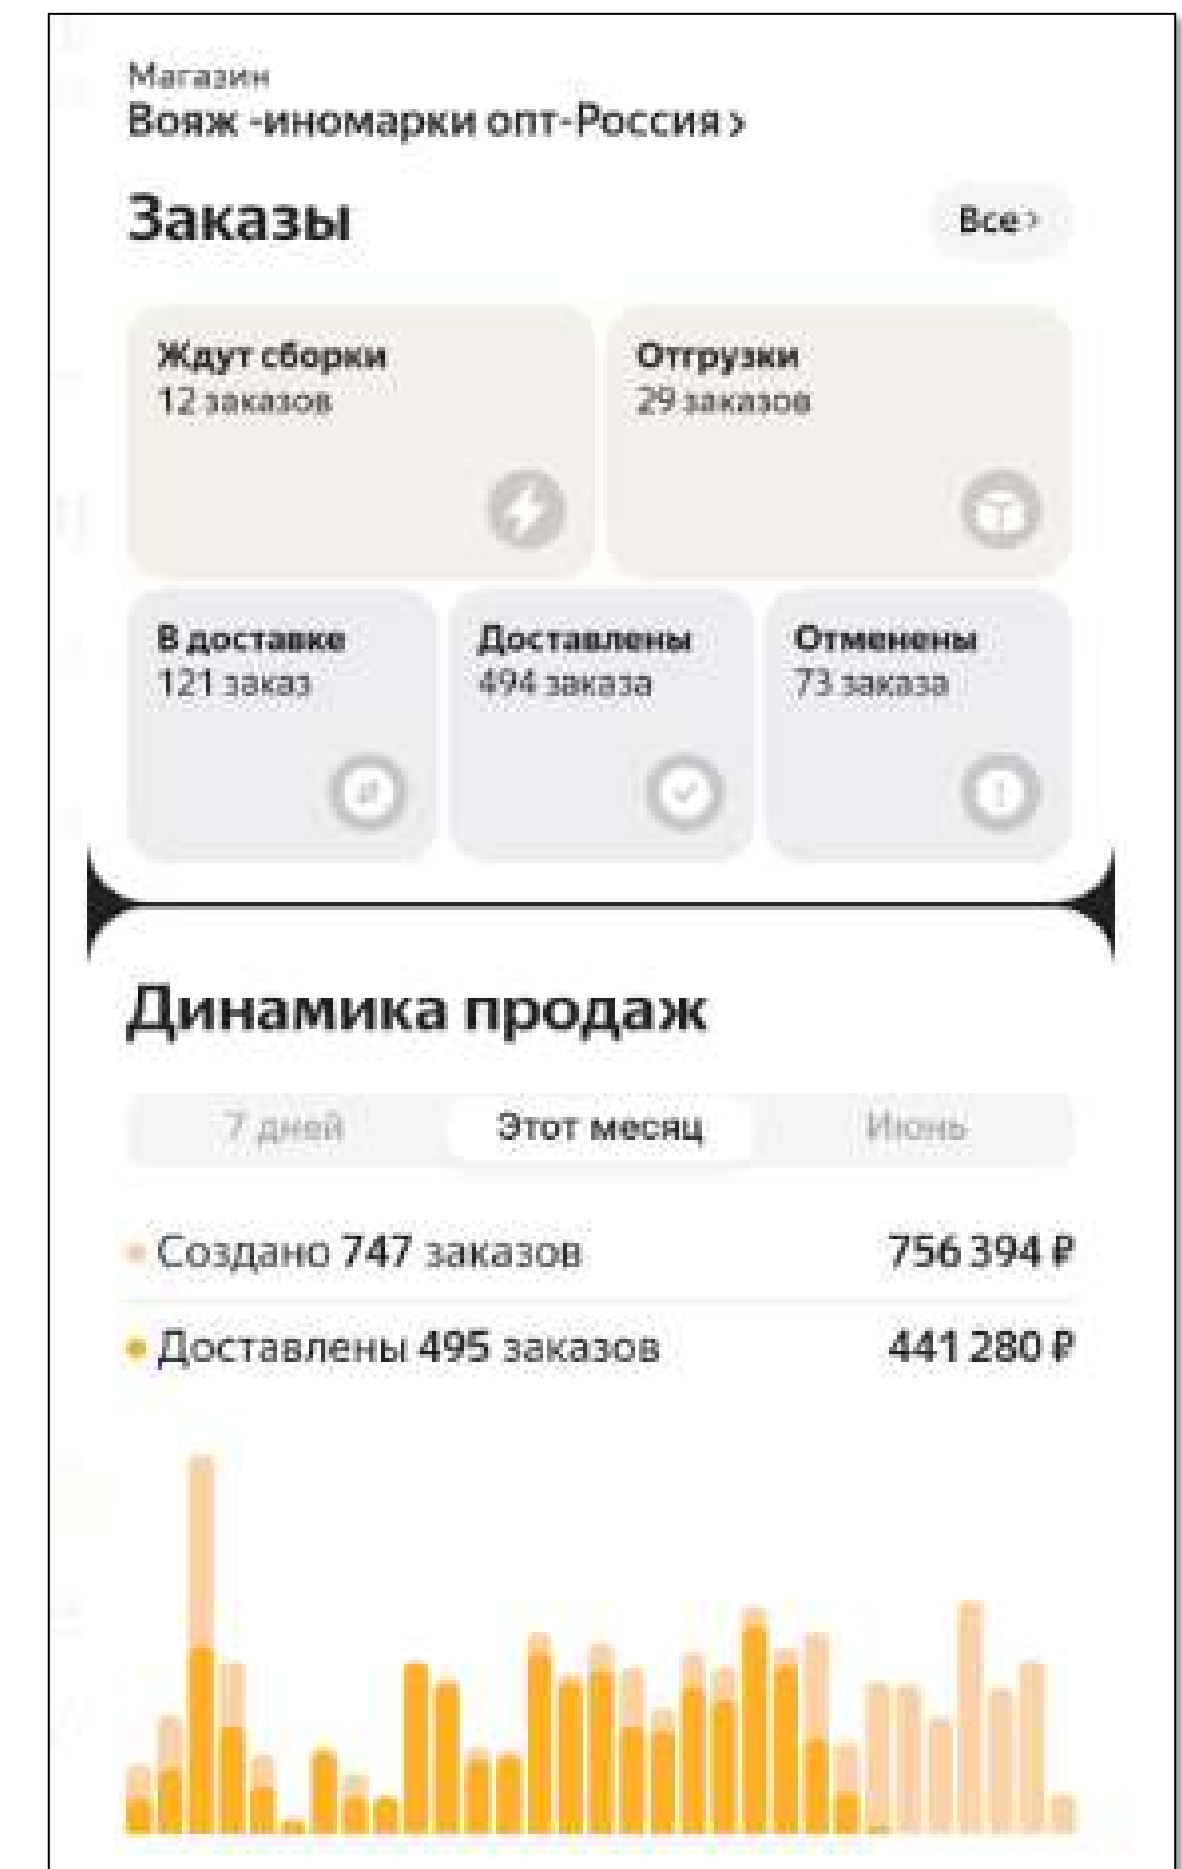 Магазин
Вояж -иномарки опт-Россия ›
Заказы
Все ›
Ждут сборки
12 заказов
Отгрузки
29 заказов
В доставке
121 заказ
Доставлены
494 заказа
Отменены
73 заказа
Динамика продаж
7 дней
Этот месяц
Июнь
Создано 747 заказов
756 394 ₽
Доставлены 495 заказов
441 280 ₽